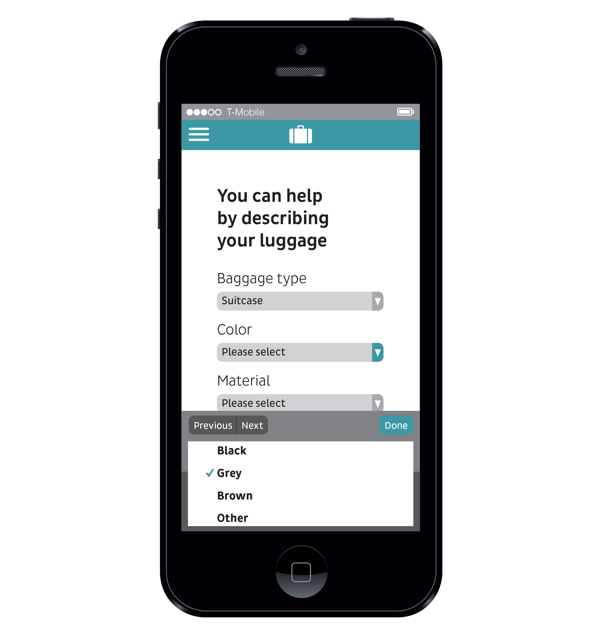 T-Mobile
You can help
by describing
your luggage
Baggage type
Suitcase
Color
Please select
Material
Please select
Previous Next Done
Black
Grey
Brown
Other